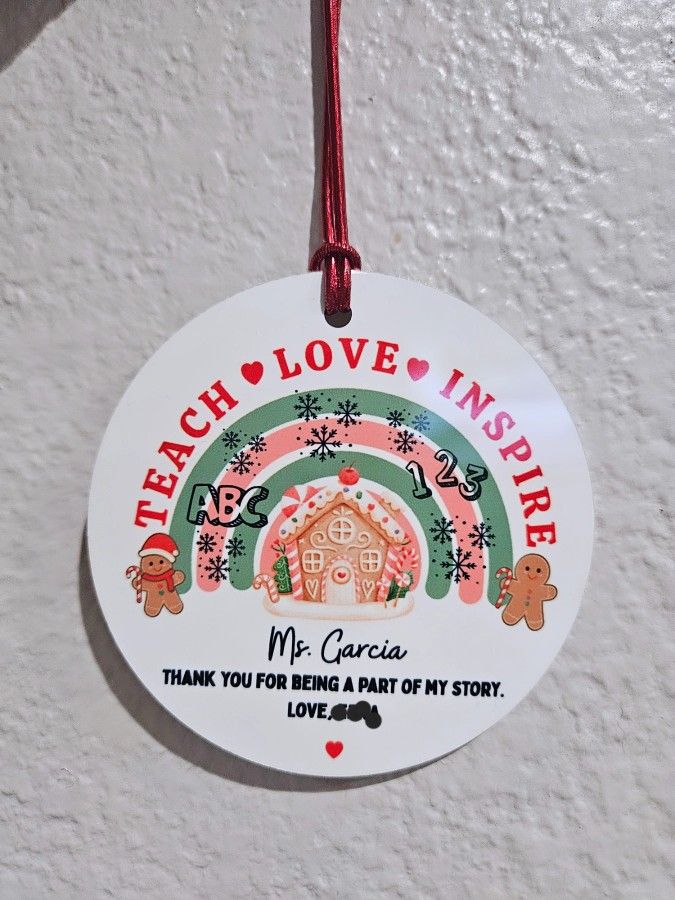 TEACH ♥ LOVE ♥ INSPIRE
ABC
123
Ms. Garcia
THANK YOU FOR BEING A PART OF MY STORY.
LOVE,